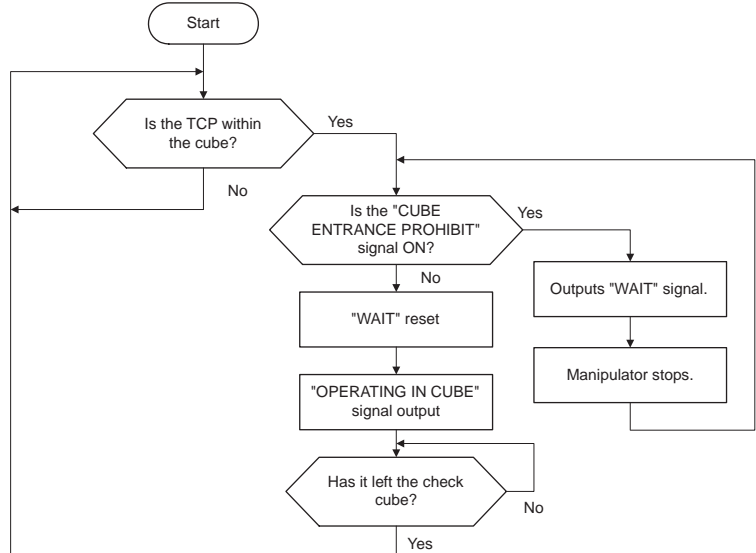 Start
Is the TCP within
the cube?
Yes
No
Is the "CUBE
ENTRANCE PROHIBIT"
signal ON?
Yes
No
Outputs "WAIT" signal.
"WAIT" reset
Manipulator stops.
"OPERATING IN CUBE"
signal output
Has it left the check
cube?
No
Yes